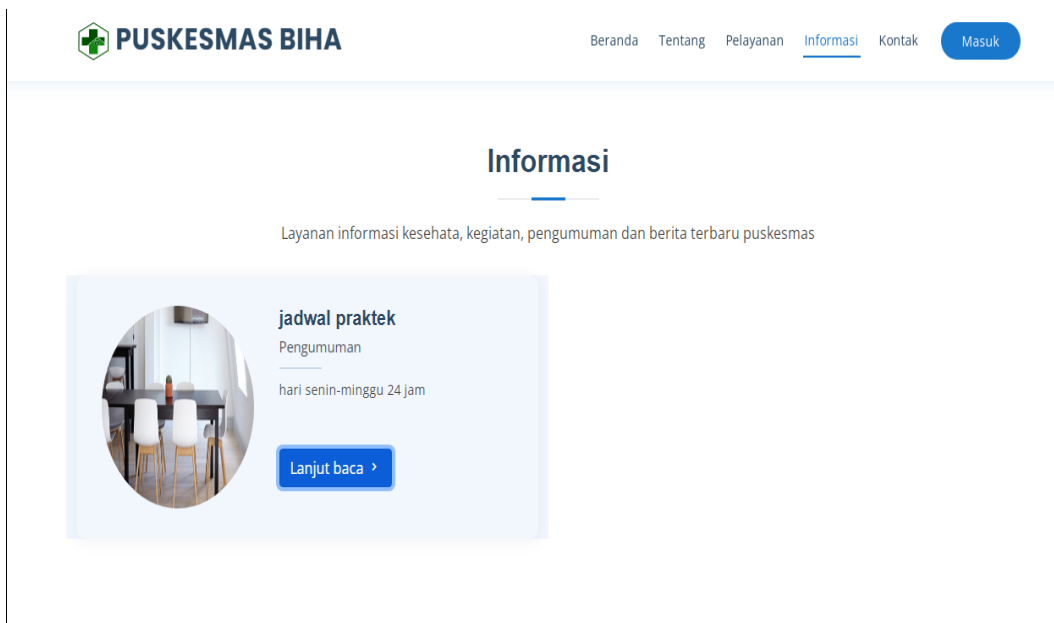 PUSKESMAS BIHA
Beranda Tentang Pelayanan Informasi Kontak Masuk
Informasi
Layanan informasi kesehata, kegiatan, pengumuman dan berita terbaru puskesmas
jadwal praktek
Pengumuman
hari senin-minggu 24 jam
Lanjut baca ›